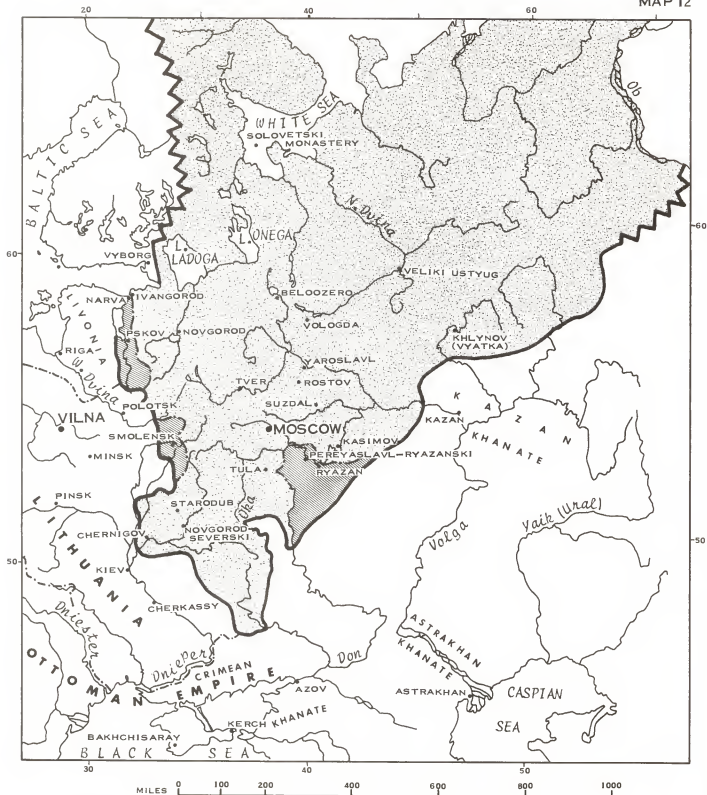 MAP 12
20
40
60
Ob
WHITE SEA
SOLOVETSKI
MONASTERY
BALTIC SEA
N. Dvina
L. ONEGA
L. LADOGA
60
60
VYBORG
VELIKI USTYUG
NARVA
IVANGOROD
BELOOZERO
LIVONIA
PSKOV
NOVGOROD
VOLOGDA
KHLYNOV
(VYATKA)
RIGA
W. Dvina
YAROSLAVL
TVER
ROSTOV
POLOTSK
SUZDAL
KAZAN
KHANATE
KAZAN
VILNA
MOSCOW
SMOLENSK
KASIMOV
MINSK
PEREYASLAVL-RYAZANSKI
TULA
RYAZAN
PINSK
STARODUB
Oka
Volga
Yaik (Ural)
LITHUANIA
CHERNIGOV
NOVGOROD
SEVERSKI
50
50
KIEV
CHERKASSY
Dniester
Dnieper
Don
ASTRAKHAN
KHANATE
OTTOMAN EMPIRE
CRIMEAN
KHANATE
AZOV
ASTRAKHAN
CASPIAN
SEA
KERCH
BAKHCHISARAY
BLACK SEA
30
40
50
MILES 0 100 200 400 600 800 1000